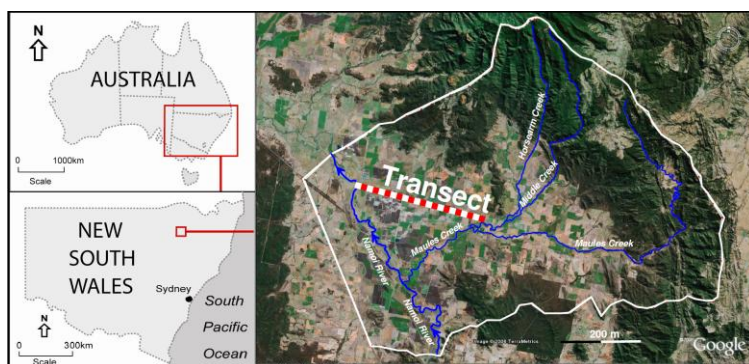 N
AUSTRALIA
0
1000km
Scale
N
NEW
SOUTH
WALES
Sydney
South
Pacific
Ocean
0
300km
Scale
Horsearm Creek
Middle Creek
Transect
Maules Creek
Maules Creek
Namoi River
Namoi River
200 m
Google